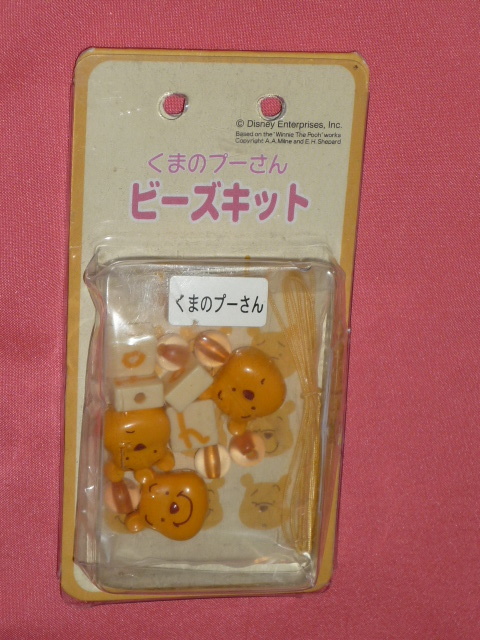 © Disney Enterprises, Inc.
Based on the 'Winnie The Pooh' works
Copyright A.A.Milne and E.H.Shepard
くまのプーさん
ビーズキット
くまのプーさん
ん